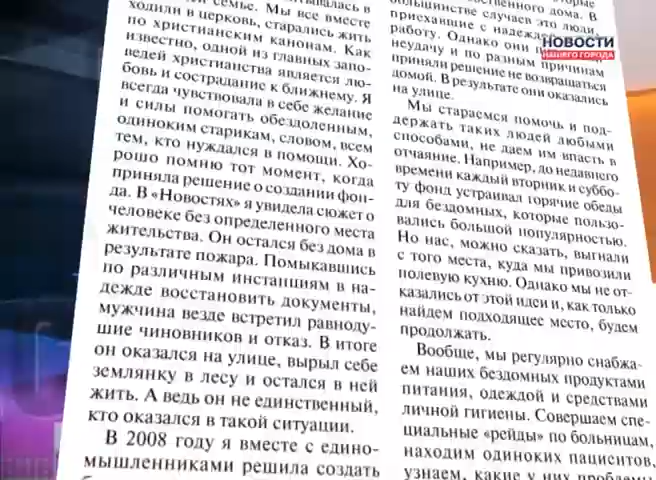 семье. Мы все вместе
ходили в церковь, старались жить
по христианским канонам. Как
известно, одной из главных запо-
ведей христианства является лю-
бовь и сострадание к ближнему. Я
всегда чувствовала в себе желание
и силы помогать обездоленным,
одиноким старикам, словом, всем
тем, кто нуждался в помощи. Хо-
рошо помню тот момент, когда
приняла решение о создании фон-
да. В «Новостях» я увидела сюжет о
человеке без определенного места
жительства. Он остался без дома в
результате пожара. Помыкавшись
по различным инстанциям в на-
дежде восстановить документы,
мужчина везде встретил равноду-
шие чиновников и отказ. В итоге
он оказался на улице, вырыл себе
землянку в лесу и остался в ней
жить. А ведь он не единственный,
кто оказался в такой ситуации.
В 2008 году я вместе с едино-
мышленниками решила создать
дома. В
большинстве случаев это люди,
приехавшие с надеждой
работу. Однако они
неудачу и по разным причинам
приняли решение не возвращаться
домой. В результате они оказались
на улице.
Мы стараемся помочь и под-
держать таких людей любыми
способами, не даем им впасть в
отчаяние. Например, до недавнего
времени каждый вторник и суббо-
ту фонд устраивал горячие обеды
для бездомных, которые пользо-
вались большой популярностью.
Но нас, можно сказать, выгнали
с того места, куда мы привозили
полевую кухню. Однако мы не от-
казались от этой идеи и, как только
найдем подходящее место, будем
продолжать.
Вообще, мы регулярно снабжа-
ем наших бездомных продуктами
питания, одеждой и средствами
личной гигиены. Совершаем спе-
циальные «рейды» по больницам,
находим одиноких пациентов,
узнаем, какие у них проблемы
НОВОСТИ
НАШЕГО ГОРОДА